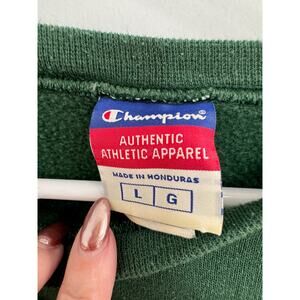 Champion
AUTHENTIC
ATHLETIC APPAREL
MADE IN HONDURAS
L G